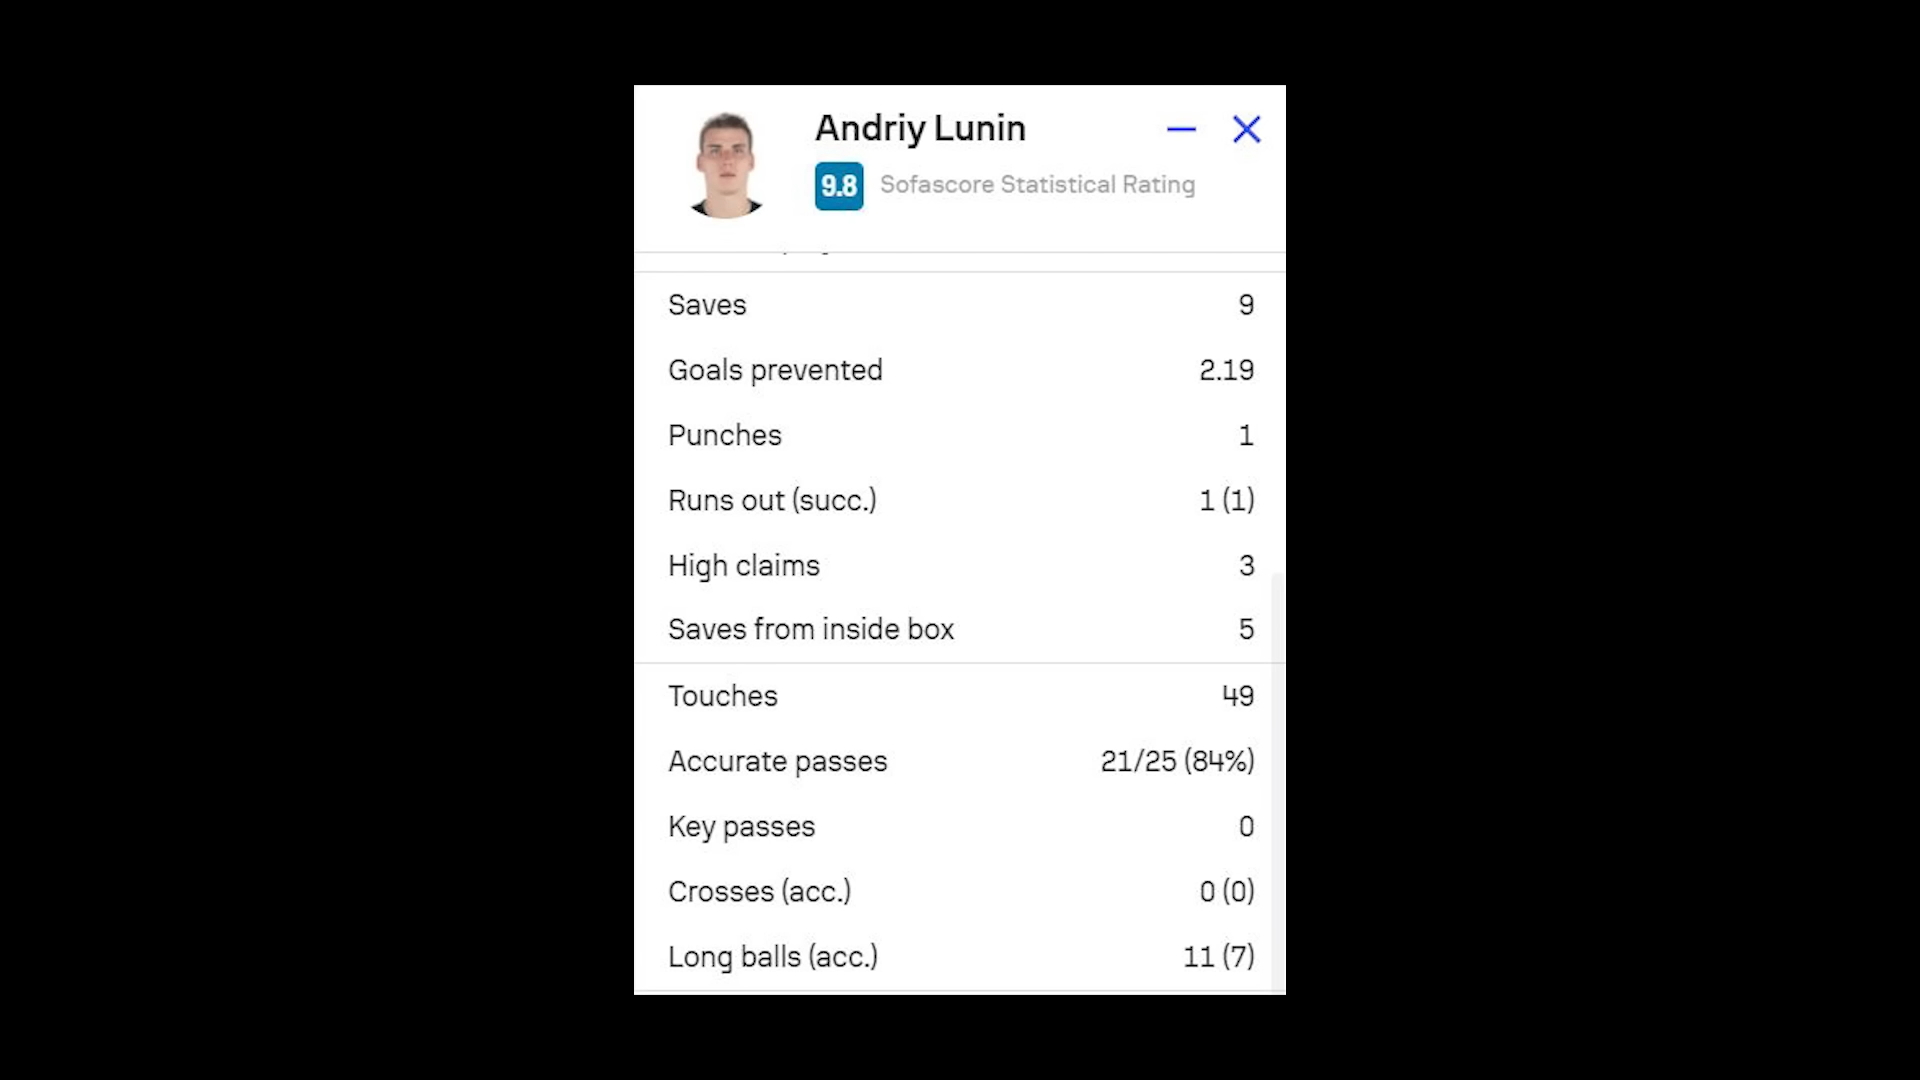 Andriy Lunin
9.8 Sofascore Statistical Rating
Saves 9
Goals prevented 2.19
Punches 1
Runs out (succ.) 1 (1)
High claims 3
Saves from inside box 5
Touches 49
Accurate passes 21/25 (84%)
Key passes 0
Crosses (acc.) 0 (0)
Long balls (acc.) 11 (7)